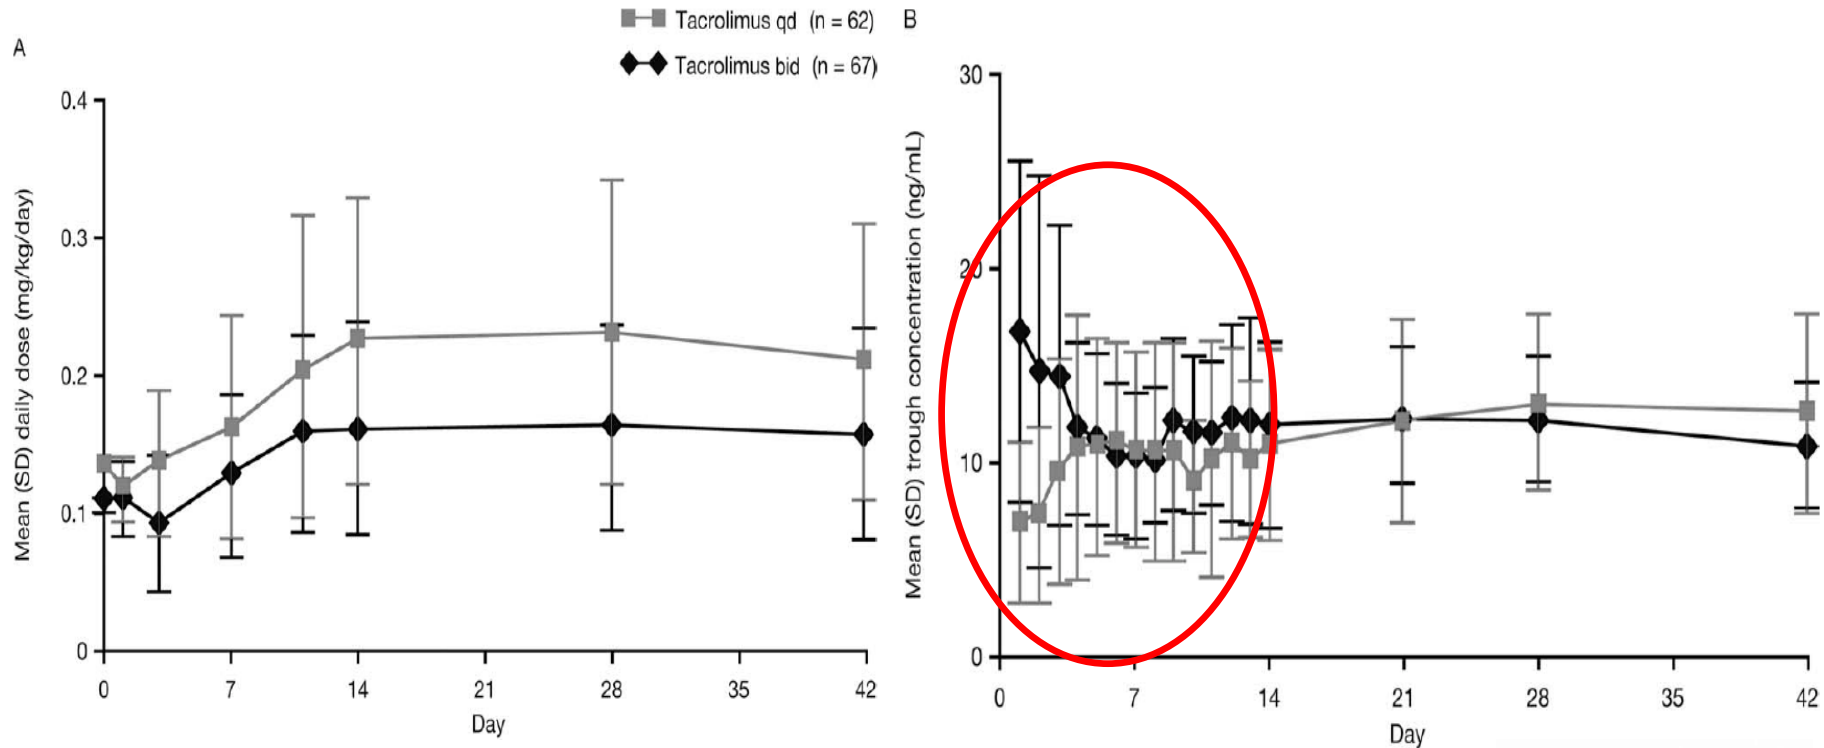 A
Tacrolimus qd (n = 62)
Tacrolimus bid (n = 67)
Mean (SD) daily dose (mg/kg/day)
0.4
0.3
0.2
0.1
0
0 7 14 21 28 35 42
Day
B
Mean (SD) trough concentration (ng/mL)
30
20
10
0
0 7 14 21 28 35 42
Day